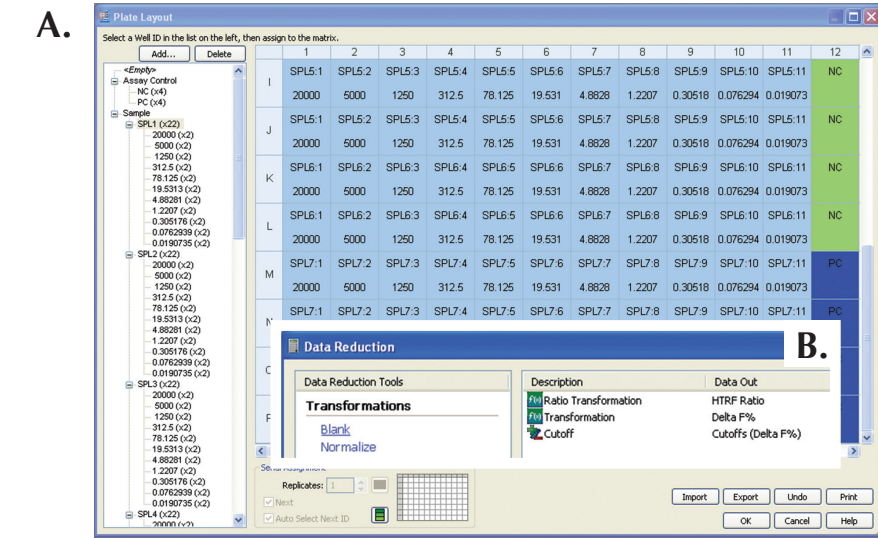 A.
Plate Layout
Select a Well ID in the list on the left, then assign to the matrix.
Add... Delete
<Empty>
Assay Control
NC (x4)
PC (x4)
Sample
SPL1 (x22)
20000 (x2)
5000 (x2)
1250 (x2)
312.5 (x2)
78.125 (x2)
19.5313 (x2)
4.88281 (x2)
1.2207 (x2)
0.305176 (x2)
0.0762939 (x2)
0.0190735 (x2)
SPL2 (x22)
20000 (x2)
5000 (x2)
1250 (x2)
312.5 (x2)
78.125 (x2)
19.5313 (x2)
4.88281 (x2)
1.2207 (x2)
0.305176 (x2)
0.0762939 (x2)
0.0190735 (x2)
SPL3 (x22)
20000 (x2)
5000 (x2)
1250 (x2)
312.5 (x2)
78.125 (x2)
19.5313 (x2)
4.88281 (x2)
1.2207 (x2)
0.305176 (x2)
0.0762939 (x2)
0.0190735 (x2)
SPL4 (x22)
20000 (x2)
1 2 3 4 5 6 7 8 9 10 11 12
I SPL5:1 SPL5:2 SPL5:3 SPL5:4 SPL5:5 SPL5:6 SPL5:7 SPL5:8 SPL5:9 SPL5:10 SPL5:11 NC
20000 5000 1250 312.5 78.125 19.531 4.8828 1.2207 0.30518 0.076294 0.019073
J SPL5:1 SPL5:2 SPL5:3 SPL5:4 SPL5:5 SPL5:6 SPL5:7 SPL5:8 SPL5:9 SPL5:10 SPL5:11 NC
20000 5000 1250 312.5 78.125 19.531 4.8828 1.2207 0.30518 0.076294 0.019073
K SPL6:1 SPL6:2 SPL6:3 SPL6:4 SPL6:5 SPL6:6 SPL6:7 SPL6:8 SPL6:9 SPL6:10 SPL6:11 NC
20000 5000 1250 312.5 78.125 19.531 4.8828 1.2207 0.30518 0.076294 0.019073
L SPL6:1 SPL6:2 SPL6:3 SPL6:4 SPL6:5 SPL6:6 SPL6:7 SPL6:8 SPL6:9 SPL6:10 SPL6:11 NC
20000 5000 1250 312.5 78.125 19.531 4.8828 1.2207 0.30518 0.076294 0.019073
M SPL7:1 SPL7:2 SPL7:3 SPL7:4 SPL7:5 SPL7:6 SPL7:7 SPL7:8 SPL7:9 SPL7:10 SPL7:11 PC
20000 5000 1250 312.5 78.125 19.531 4.8828 1.2207 0.30518 0.076294 0.019073
SPL7:1 SPL7:2 SPL7:3 SPL7:4 SPL7:5 SPL7:6 SPL7:7 SPL7:8 SPL7:9 SPL7:10 SPL7:11 PC
B.
Data Reduction
Data Reduction Tools
Transformations
Blank
Normalize
Description Data Out
Ratio Transformation HTRF Ratio
Transformation Delta F%
Cutoff Cutoffs (Delta F%)
Serial Assignment
Replicates: 1
Next
Auto Select Next ID
Import Export Undo Print
OK Cancel Help